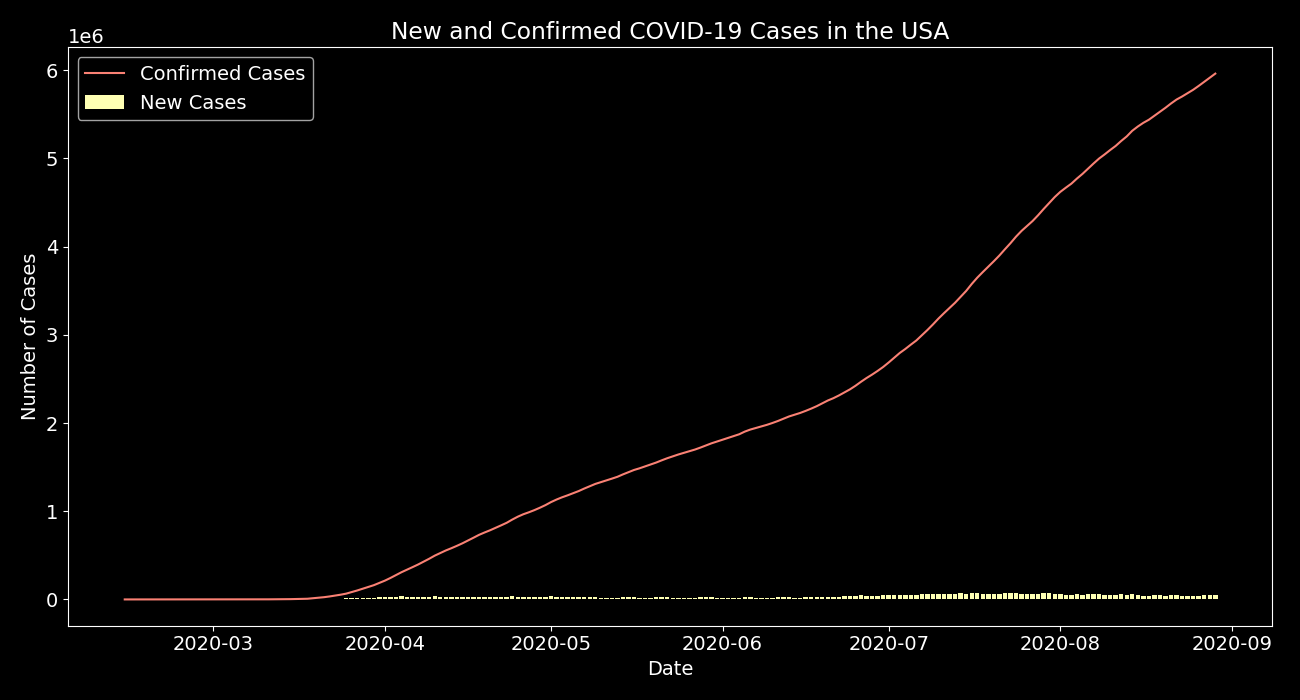 New and Confirmed COVID-19 Cases in the USA
1e6
Confirmed Cases
New Cases
6
5
4
3
2
1
0
Number of Cases
2020-03 2020-04 2020-05 2020-06 2020-07 2020-08 2020-09
Date